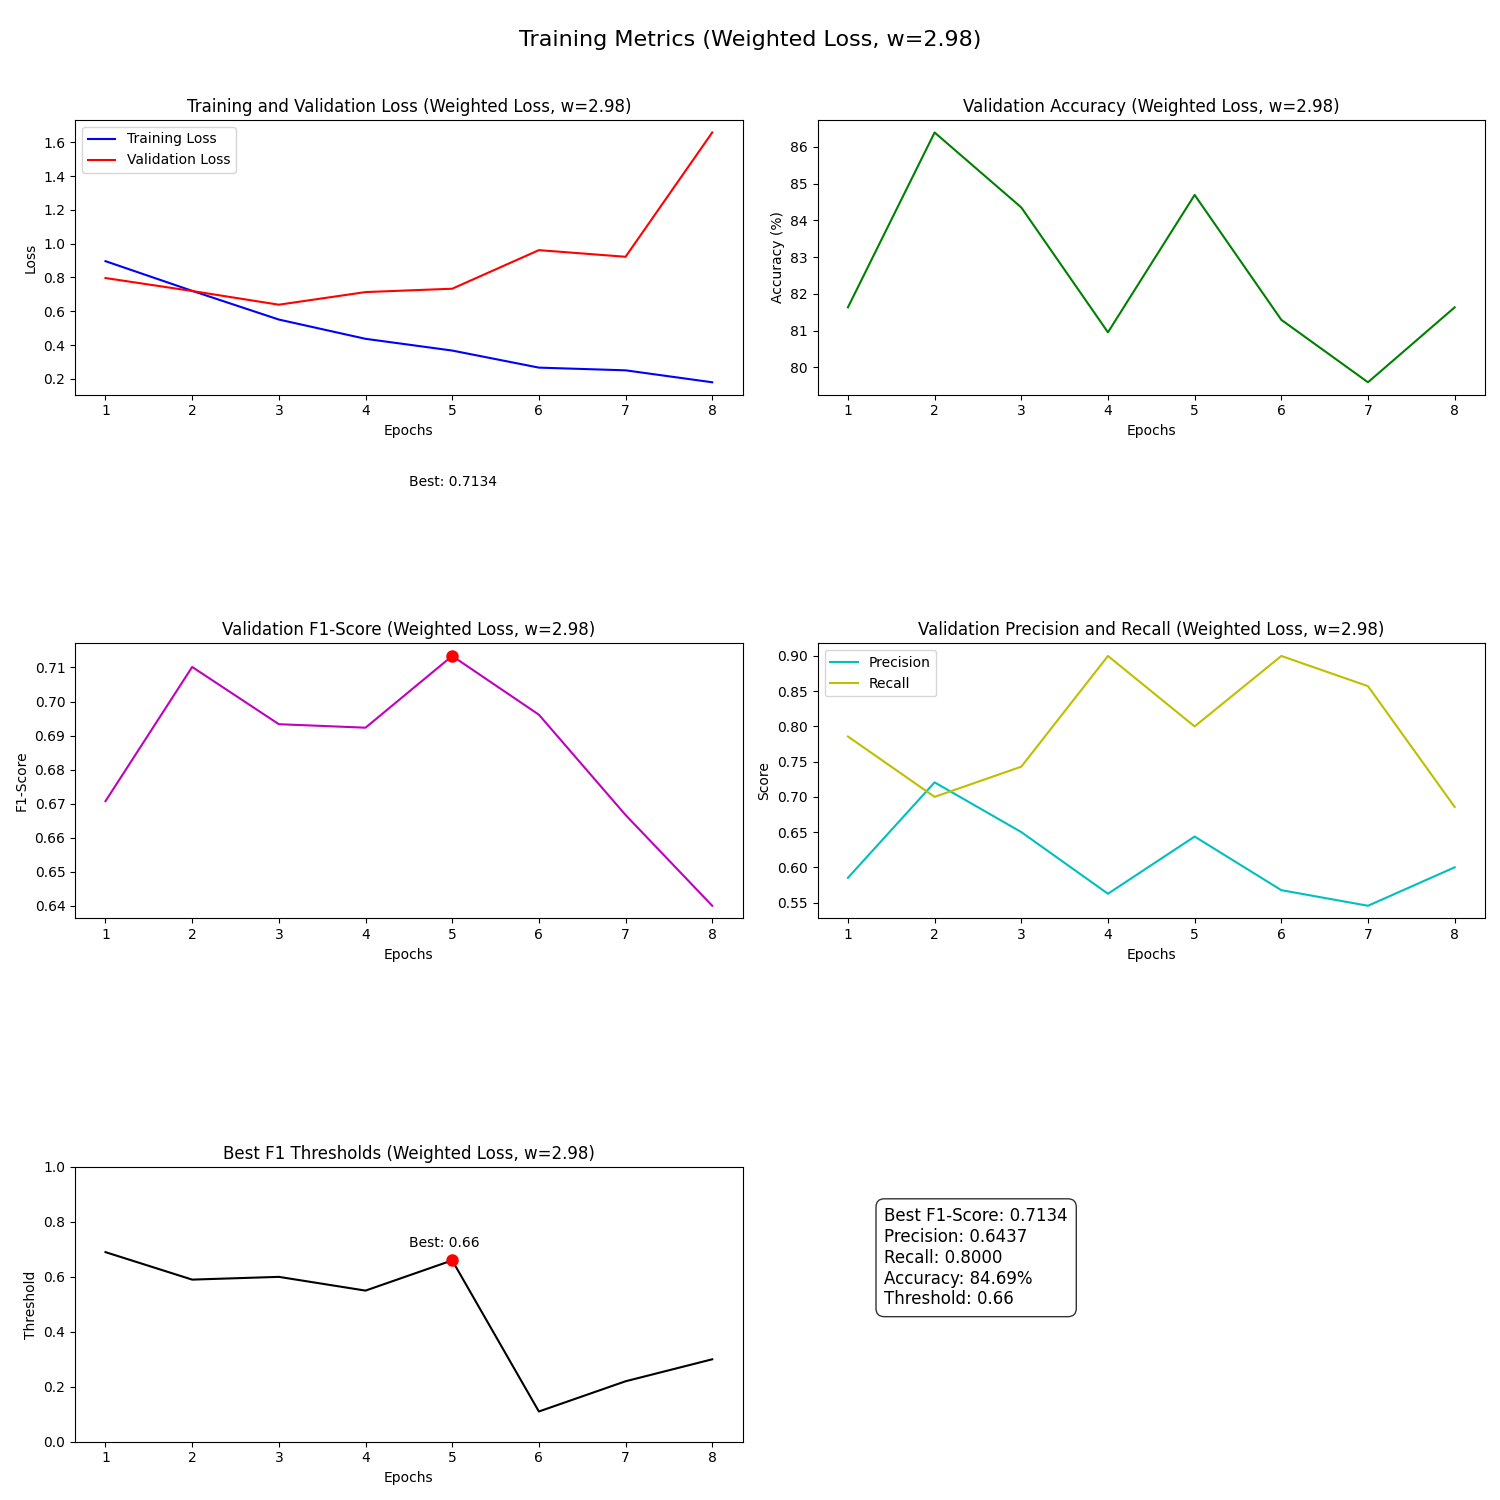 Training Metrics (Weighted Loss, w=2.98)
Training and Validation Loss (Weighted Loss, w=2.98)
Training Loss
Validation Loss
1.6
1.4
1.2
1.0
0.8
0.6
0.4
0.2
Loss
1 2 3 4 5 6 7 8
Epochs
Validation Accuracy (Weighted Loss, w=2.98)
86
85
84
83
82
81
80
Accuracy (%)
1 2 3 4 5 6 7 8
Epochs
Best: 0.7134
Validation F1-Score (Weighted Loss, w=2.98)
0.71
0.70
0.69
0.68
0.67
0.66
0.65
0.64
F1-Score
1 2 3 4 5 6 7 8
Epochs
Validation Precision and Recall (Weighted Loss, w=2.98)
Precision
Recall
0.90
0.85
0.80
0.75
0.70
0.65
0.60
0.55
Score
1 2 3 4 5 6 7 8
Epochs
Best F1 Thresholds (Weighted Loss, w=2.98)
1.0
0.8
0.6
0.4
0.2
0.0
Threshold
Best: 0.66
1 2 3 4 5 6 7 8
Epochs
Best F1-Score: 0.7134
Precision: 0.6437
Recall: 0.8000
Accuracy: 84.69%
Threshold: 0.66